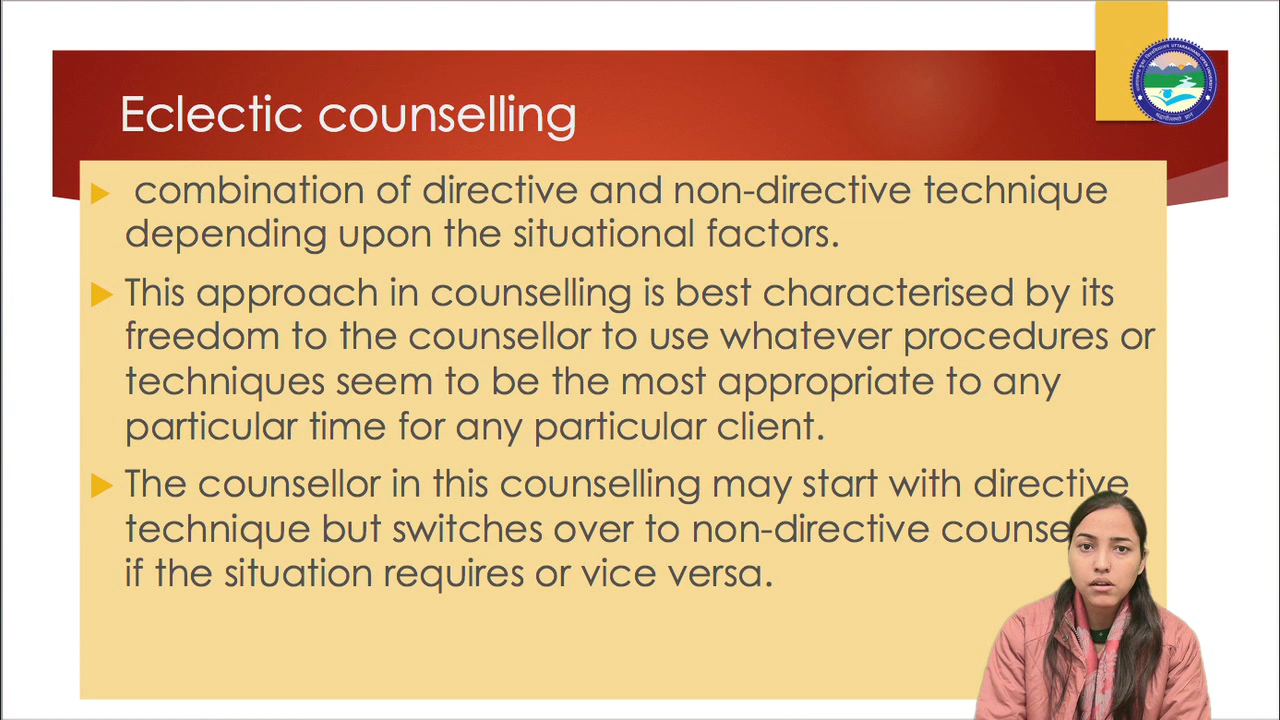 Eclectic counselling
combination of directive and non-directive technique
depending upon the situational factors.
This approach in counselling is best characterised by its
freedom to the counsellor to use whatever procedures or
techniques seem to be the most appropriate to any
particular time for any particular client.
The counsellor in this counselling may start with directive
technique but switches over to non-directive counse
if the situation requires or vice versa.